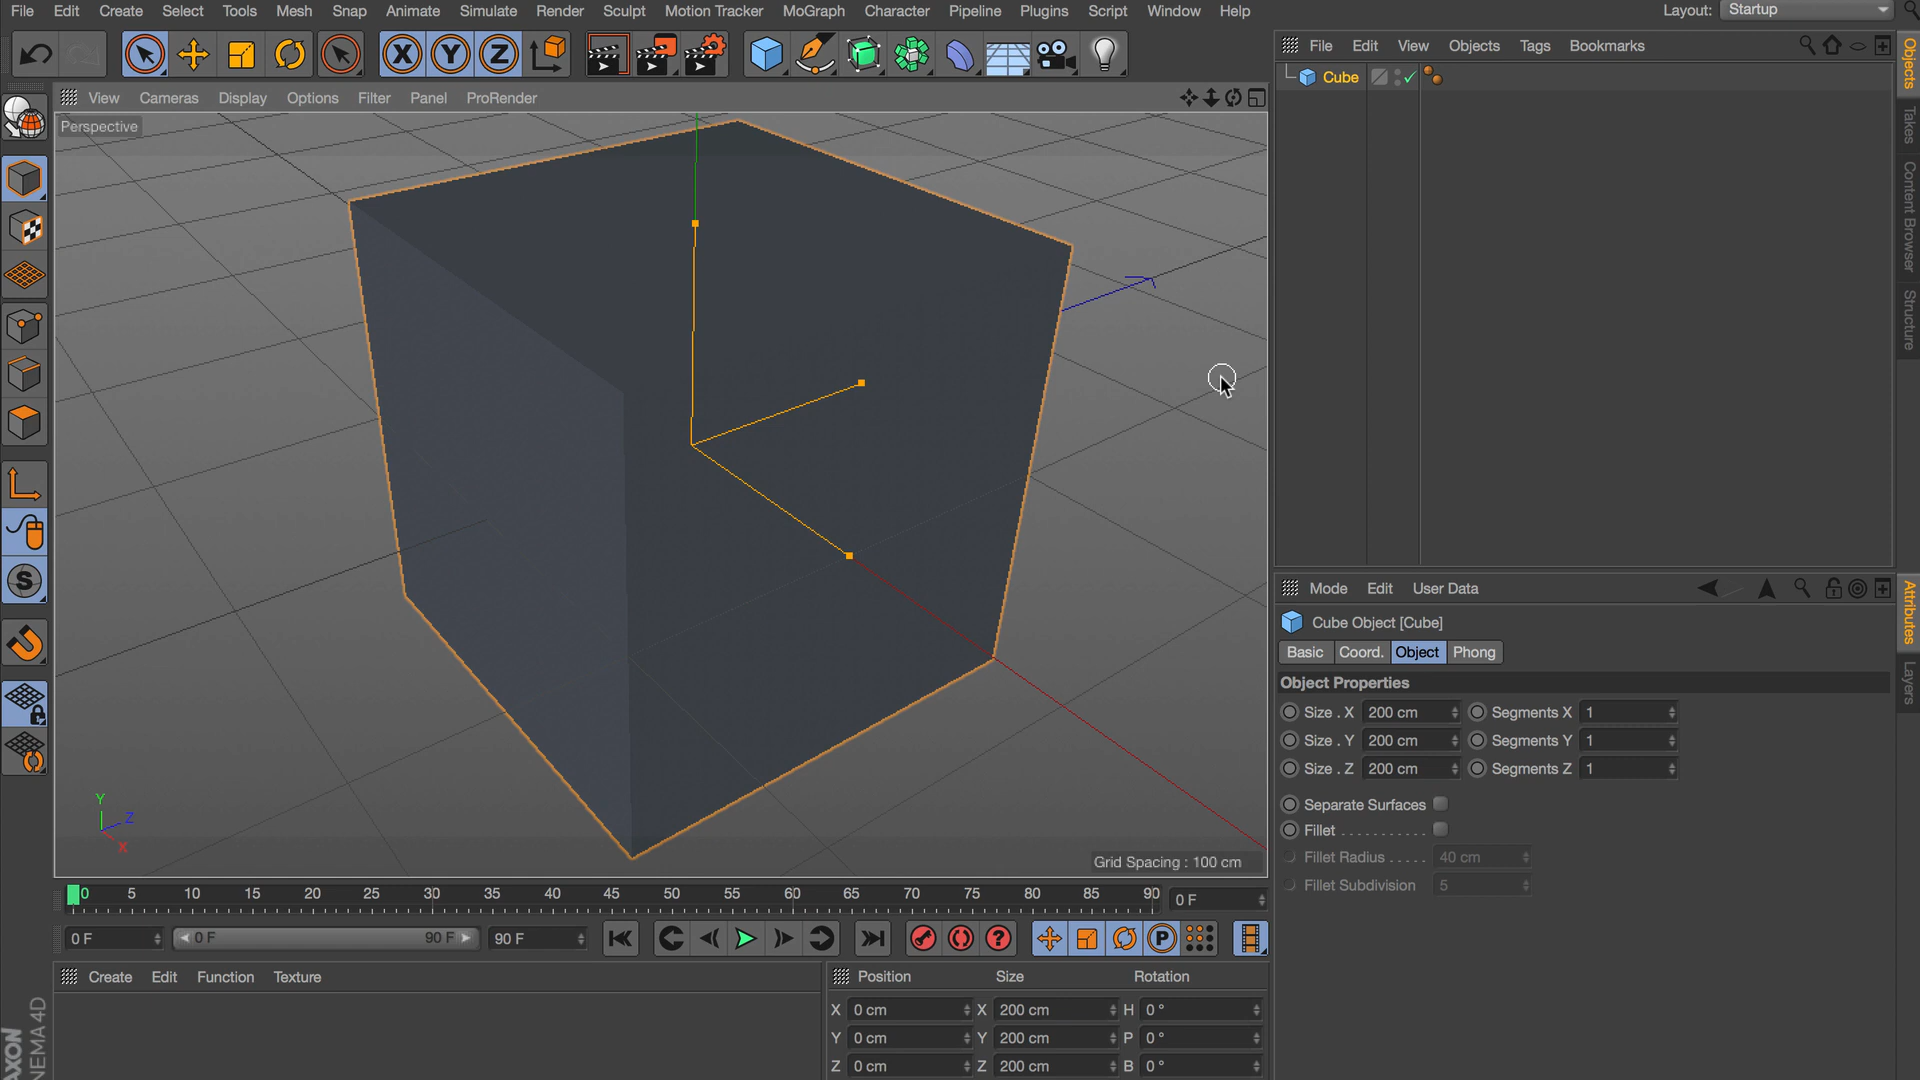 File Edit Create Select Tools Mesh Snap Animate Simulate Render Sculpt Motion Tracker MoGraph Character Pipeline Plugins Script Window Help Layout: Startup
File Edit View Objects Tags Bookmarks
Cube
Objects
Takes
Content Browser
Structure
X Y Z
View Cameras Display Options Filter Panel ProRender
Perspective
Y
Z
X
Grid Spacing : 100 cm
S
Mode Edit User Data
Cube Object [Cube]
Basic Coord. Object Phong
Object Properties
Size . X 200 cm Segments X 1
Size . Y 200 cm Segments Y 1
Size . Z 200 cm Segments Z 1
Separate Surfaces
Fillet . . . . . . . . . . .
Fillet Radius . . . . . 40 cm
Fillet Subdivision 5
Attributes
Layers
0 5 10 15 20 25 30 35 40 45 50 55 60 65 70 75 80 85 90 0 F
0 F 0 F 90 F 90 F ? P
Create Edit Function Texture
Position Size Rotation
X 0 cm X 200 cm H 0 °
Y 0 cm Y 200 cm P 0 °
Z 0 cm Z 200 cm B 0 °
AXON
NEMA 4D